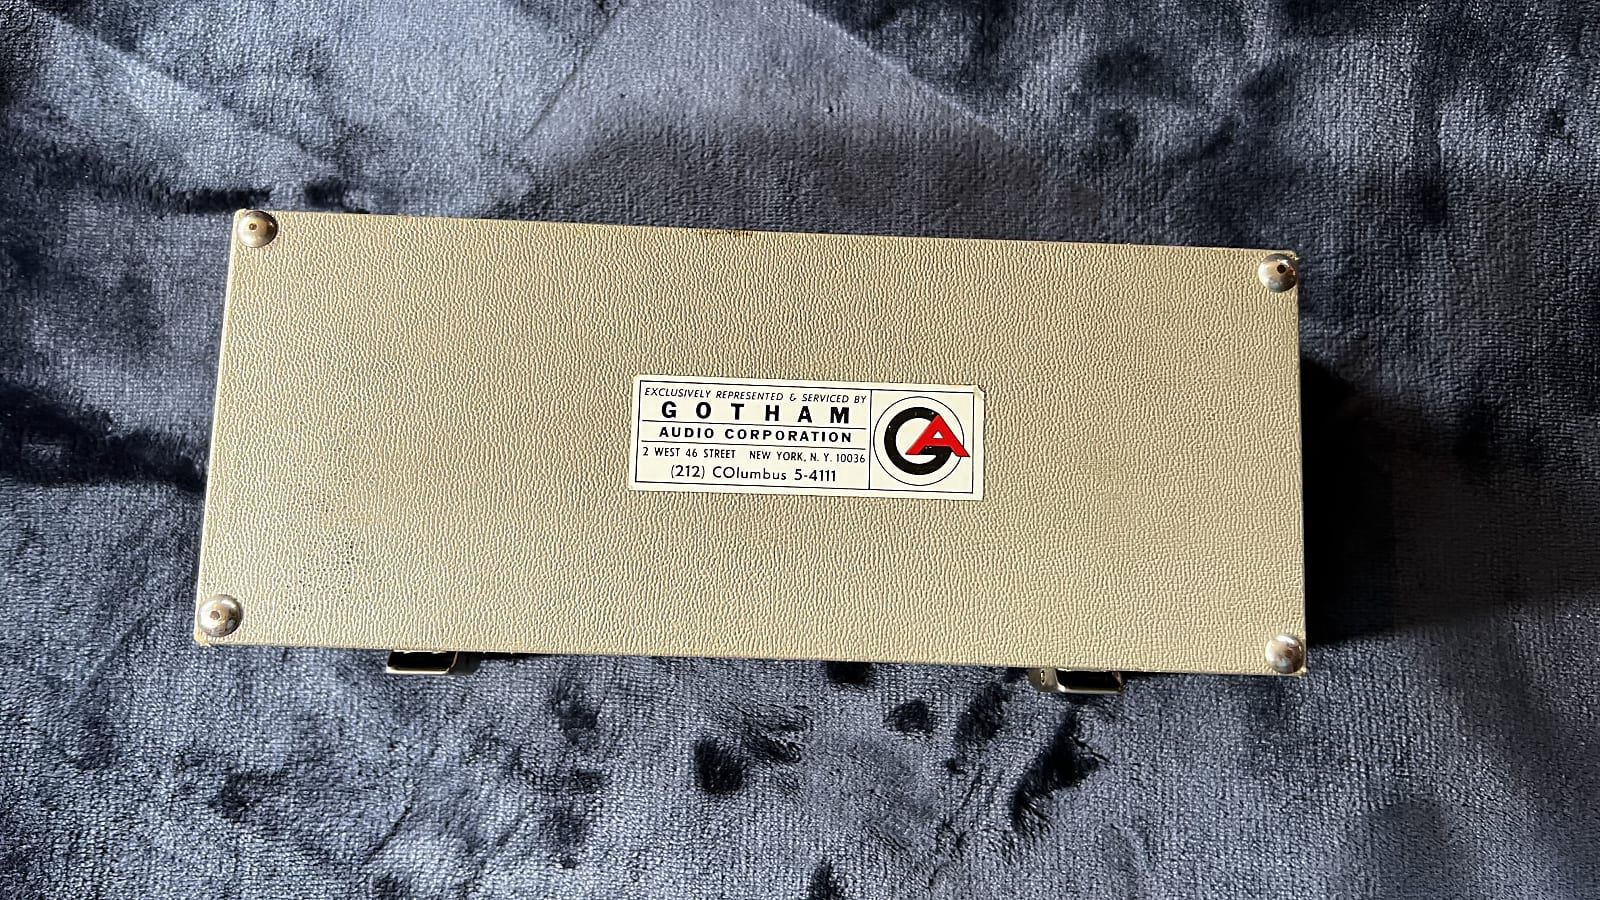 EXCLUSIVELY REPRESENTED & SERVICED BY
GOTHAM
AUDIO CORPORATION
2 WEST 46 STREET NEW YORK, N. Y. 10036
(212) COlumbus 5-4111
GA